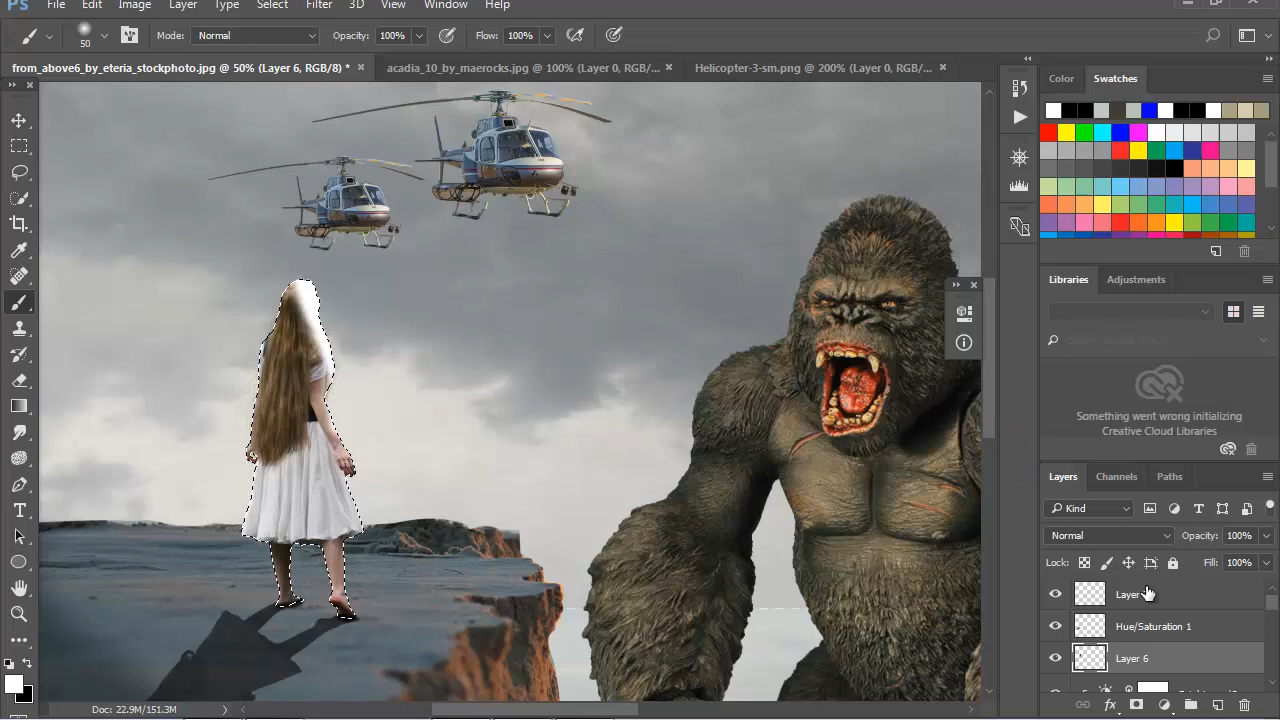 Ps File Edit Image Layer Type Select Filter 3D View Window Help
50 Mode: Normal Opacity: 100% Flow: 100%
from_above6_by_eteria_stockphoto.jpg @ 50% (Layer 6, RGB/8) * × acadia_10_by_maerocks.jpg @ 100% (Layer 0, RGB/... × Helicopter-3-sm.png @ 200% (Layer 0, RGB/... ×
Color Swatches
Libraries Adjustments
Something went wrong initializing
Creative Cloud Libraries
Layers Channels Paths
Kind
Normal Opacity: 100%
Lock: Fill: 100%
Layer
Hue/Saturation 1
Layer 6
Doc: 22.9M/151.3M
fx